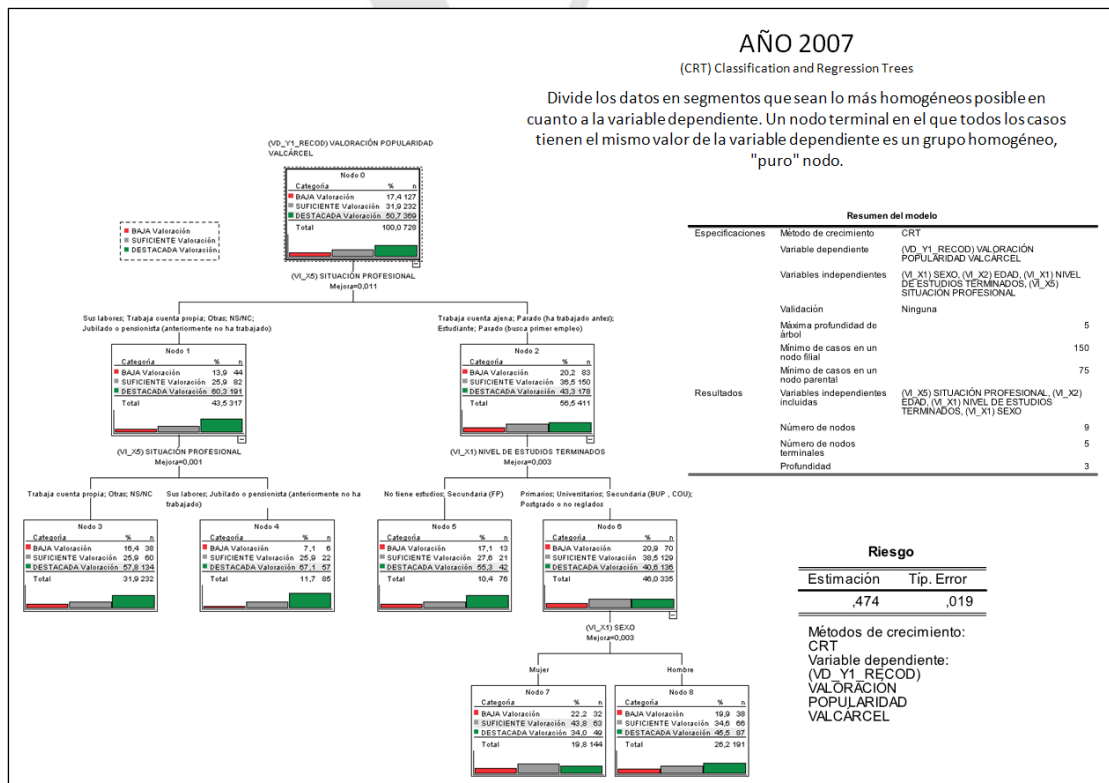 AÑO 2007
(CRT) Classification and Regression Trees
Divide los datos en segmentos que sean lo más homogéneos posible en
cuanto a la variable dependiente. Un nodo terminal en el que todos los casos
tienen el mismo valor de la variable dependiente es un grupo homogéneo,
"puro" nodo.
(VD_Y1_RECOD) VALORACIÓN POPULARIDAD
VALCÁRCEL
Nodo 0
Categoría % n
BAJA Valoración 17,4 127
SUFICIENTE Valoración 31,9 232
DESTACADA Valoración 50,7 369
Total 100,0 728
BAJA Valoración
SUFICIENTE Valoración
DESTACADA Valoración
(VI_X5) SITUACIÓN PROFESIONAL
Mejora=0,011
Sus labores; Trabaja cuenta propia; Otras; NS/NC;
Jubilado o pensionista (anteriormente no ha trabajado)
Trabaja cuenta ajena; Parado (ha trabajado antes);
Estudiante; Parado (busca primer empleo)
Nodo 1
Categoría % n
BAJA Valoración 13,9 44
SUFICIENTE Valoración 25,9 82
DESTACADA Valoración 60,3 191
Total 43,5 317
Nodo 2
Categoría % n
BAJA Valoración 20,2 83
SUFICIENTE Valoración 36,5 150
DESTACADA Valoración 43,3 178
Total 56,5 411
(VI_X5) SITUACIÓN PROFESIONAL
Mejora=0,001
(VI_X1) NIVEL DE ESTUDIOS TERMINADOS
Mejora=0,003
Trabaja cuenta propia; Otras; NS/NC
Sus labores; Jubilado o pensionista (anteriormente no ha
trabajado)
No tiene estudios; Secundaria (FP)
Primarios; Universitarios; Secundaria (BUP , COU);
Postgrado o no reglados
Nodo 3
Categoría % n
BAJA Valoración 16,4 38
SUFICIENTE Valoración 25,9 60
DESTACADA Valoración 57,8 134
Total 31,9 232
Nodo 4
Categoría % n
BAJA Valoración 7,1 6
SUFICIENTE Valoración 25,9 22
DESTACADA Valoración 67,1 57
Total 11,7 85
Nodo 5
Categoría % n
BAJA Valoración 17,1 13
SUFICIENTE Valoración 27,6 21
DESTACADA Valoración 55,3 42
Total 10,4 76
Nodo 6
Categoría % n
BAJA Valoración 20,9 70
SUFICIENTE Valoración 38,5 129
DESTACADA Valoración 40,6 136
Total 46,0 335
(VI_X1) SEXO
Mejora=0,003
Mujer
Hombre
Nodo 7
Categoría % n
BAJA Valoración 22,2 32
SUFICIENTE Valoración 43,8 63
DESTACADA Valoración 34,0 49
Total 19,8 144
Nodo 8
Categoría % n
BAJA Valoración 19,9 38
SUFICIENTE Valoración 34,6 66
DESTACADA Valoración 45,5 87
Total 26,2 191
Resumen del modelo
Especificaciones Método de crecimiento CRT
Variable dependiente (VD_Y1_RECOD) VALORACIÓN
POPULARIDAD VALCÁRCEL
Variables independientes (VI_X1) SEXO, (VI_X2) EDAD, (VI_X1) NIVEL
DE ESTUDIOS TERMINADOS, (VI_X5)
SITUACIÓN PROFESIONAL
Validación Ninguna
Máxima profundidad de
árbol 5
Mínimo de casos en un
nodo filial 150
Mínimo de casos en un
nodo parental 75
Resultados Variables independientes
incluidas
(VI_X5) SITUACIÓN PROFESIONAL, (VI_X2)
EDAD, (VI_X1) NIVEL DE ESTUDIOS
TERMINADOS, (VI_X1) SEXO
Número de nodos 9
Número de nodos
terminales 5
Profundidad 3
Riesgo
Estimación Típ. Error
,474 ,019
Métodos de crecimiento:
CRT
Variable dependiente:
(VD_Y1_RECOD)
VALORACIÓN
POPULARIDAD
VALCÁRCEL